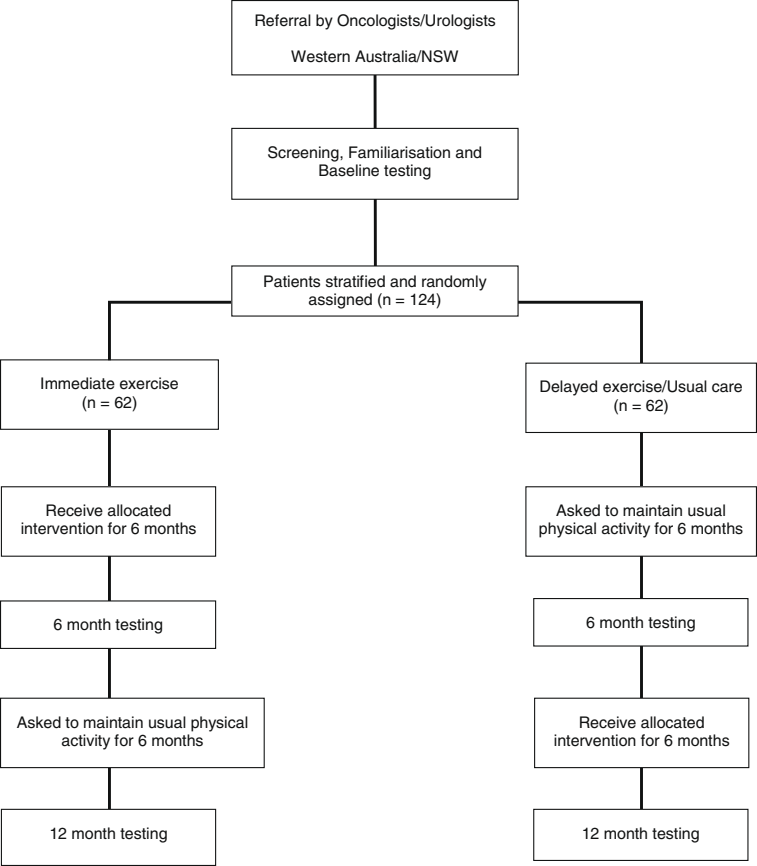 Referral by Oncologists/Urologists
Western Australia/NSW
Screening, Familiarisation and
Baseline testing
Patients stratified and randomly
assigned (n = 124)
Immediate exercise
(n = 62)
Delayed exercise/Usual care
(n = 62)
Receive allocated
intervention for 6 months
Asked to maintain usual
physical activity for 6 months
6 month testing
6 month testing
Asked to maintain usual physical
activity for 6 months
Receive allocated
intervention for 6 months
12 month testing
12 month testing